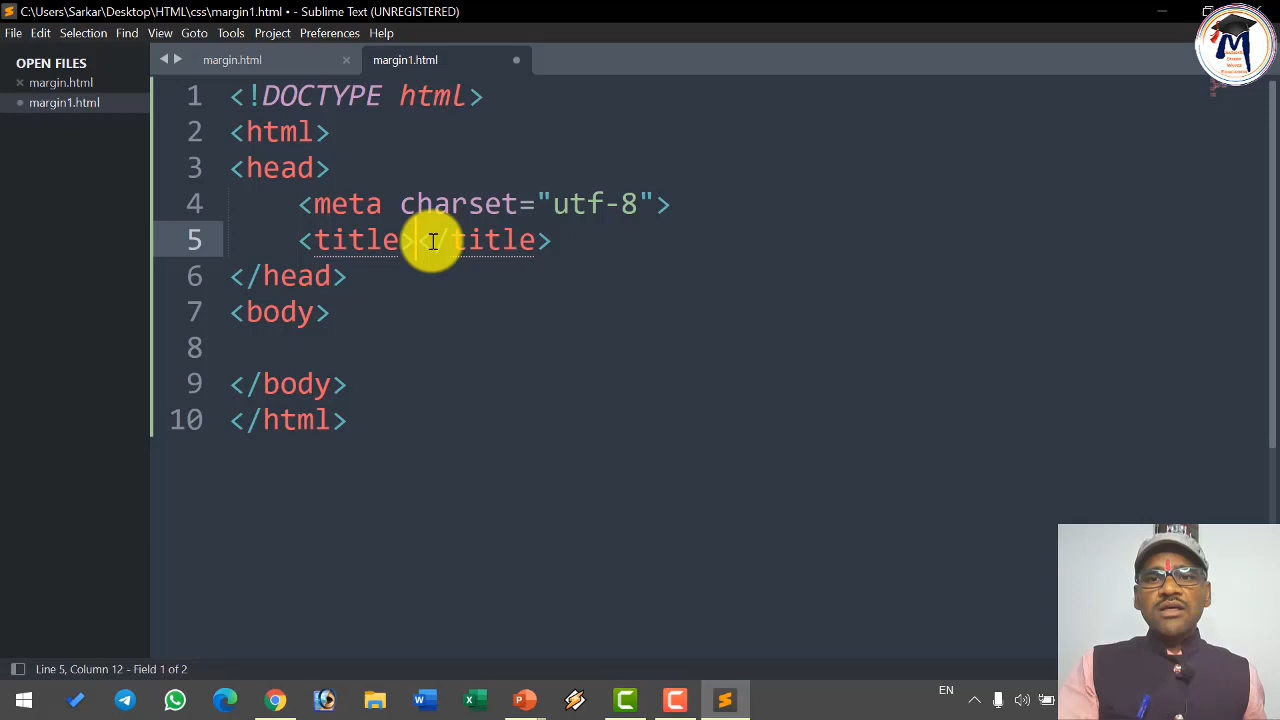 C:\Users\Sarkar\Desktop\HTML\css\margin1.html • - Sublime Text (UNREGISTERED)
File Edit Selection Find View Goto Tools Project Preferences Help
OPEN FILES
margin.html
margin1.html
margin.html
margin1.html
1 <!DOCTYPE html>
2 <html>
3 <head>
4 <meta charset="utf-8">
5 <title></title>
6 </head>
7 <body>
8
9 </body>
10 </html>
Line 5, Column 12 - Field 1 of 2
EN